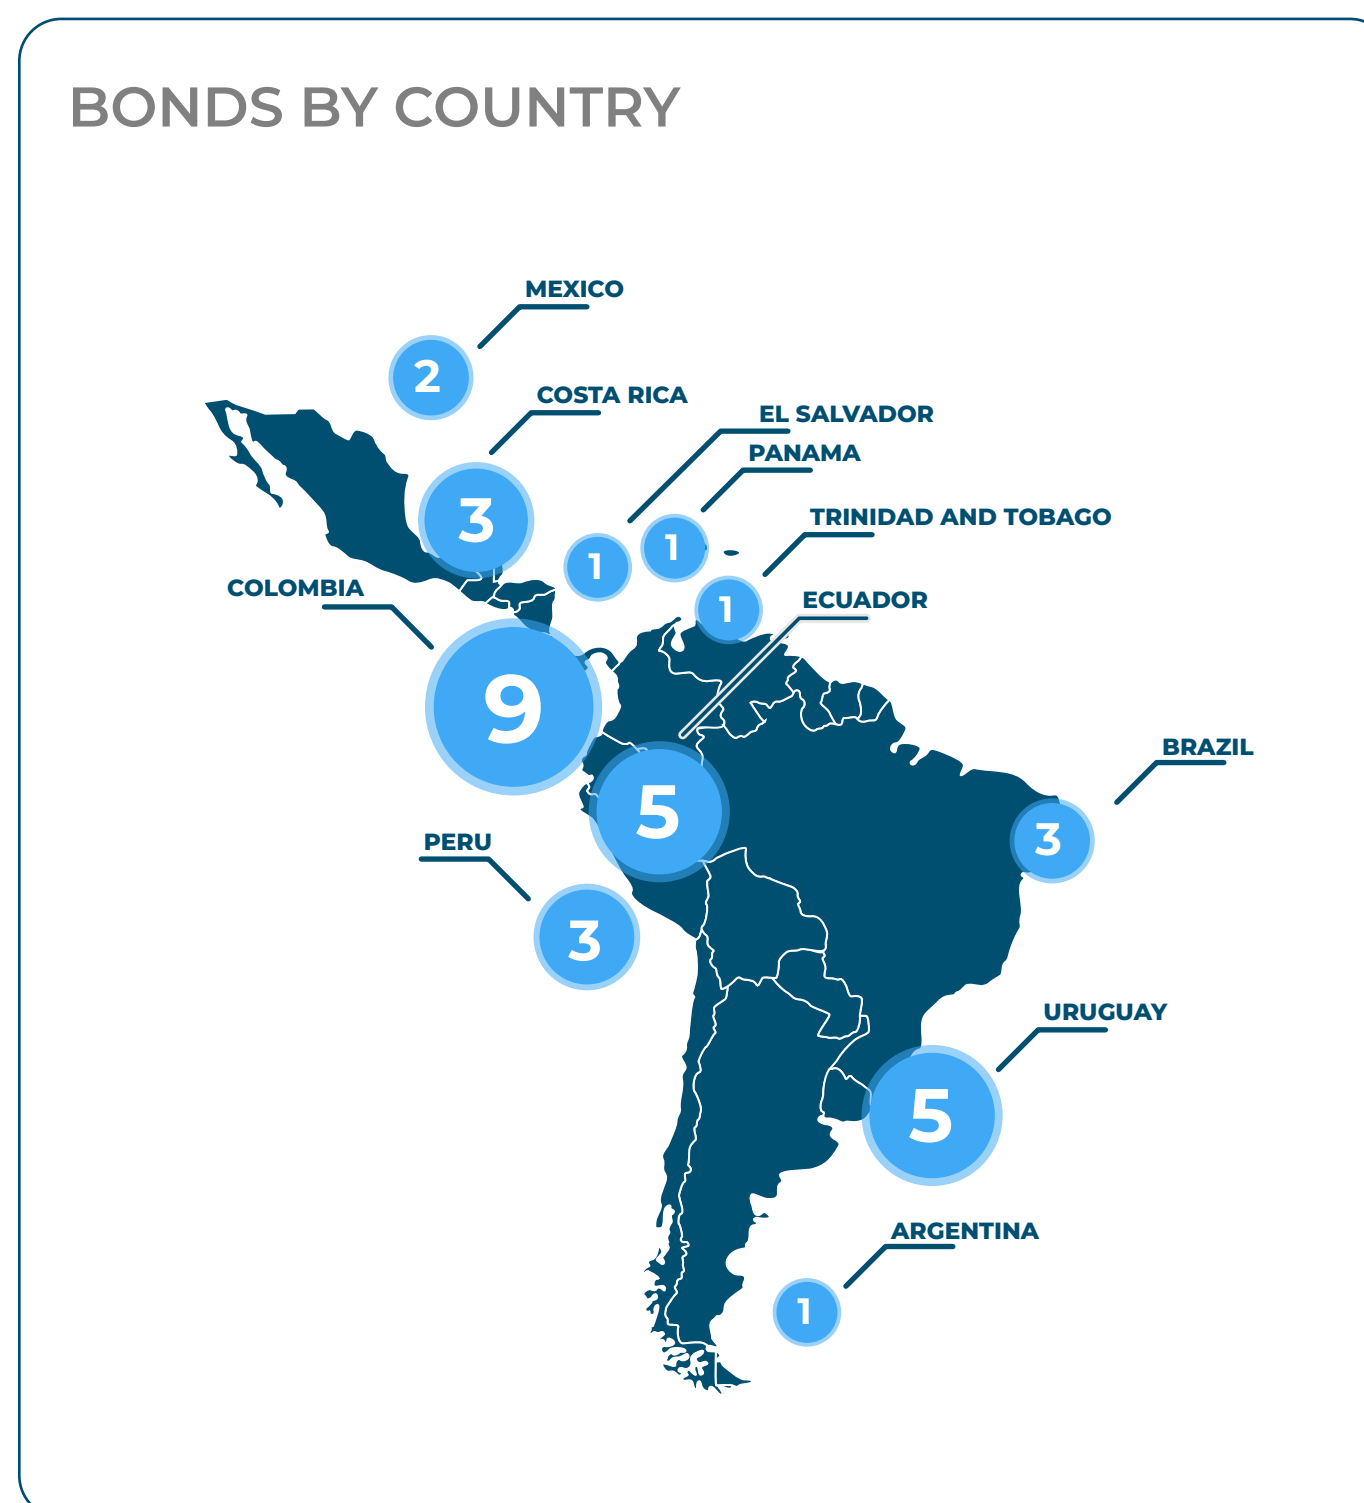 BONDS BY COUNTRY
MEXICO
2
COSTA RICA
3
EL SALVADOR
1
PANAMA
1
TRINIDAD AND TOBAGO
1
COLOMBIA
9
ECUADOR
5
BRAZIL
3
PERU
3
URUGUAY
5
ARGENTINA
1